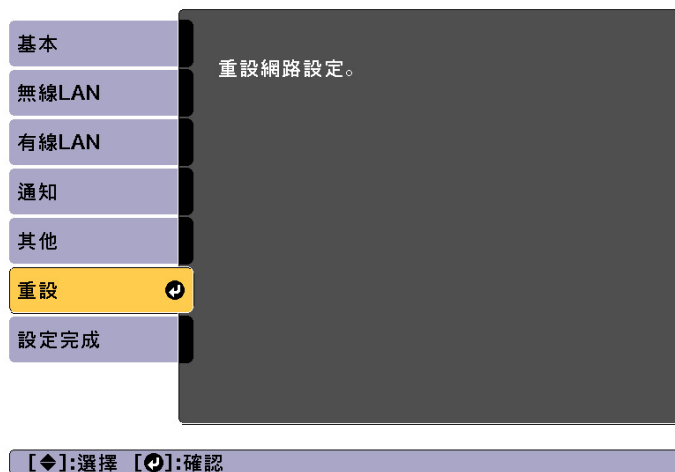 基本
重設網路設定。
無線LAN
有線LAN
通知
其他
重設
設定完成
[◆]:選擇 [↵]:確認